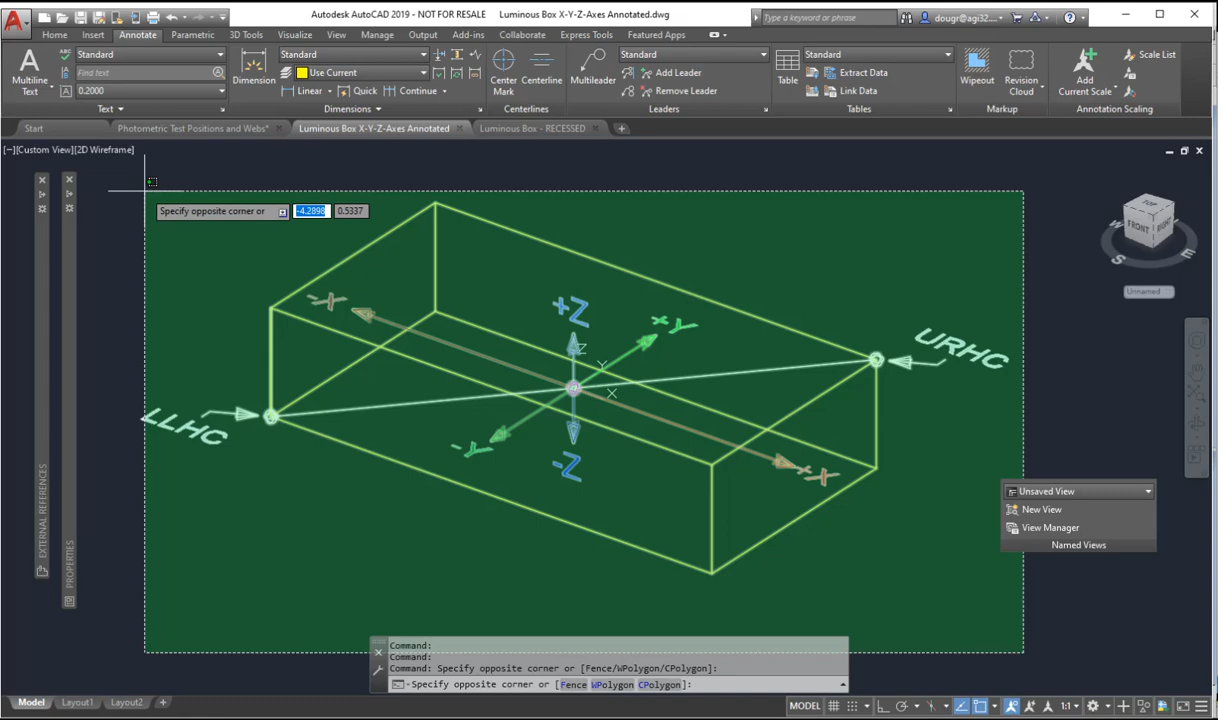 A Autodesk AutoCAD 2019 - NOT FOR RESALE Luminous Box X-Y-Z-Axes Annotated.dwg Type a keyword or phrase dougr@agi32....
Home Insert Annotate Parametric 3D Tools Visualize View Manage Output Add-ins Collaborate Express Tools Featured Apps
A Multiline Text
ABC Standard
Find text
A 0.2000
Text
Dimension
Standard
Use Current
Linear Quick Continue
Dimensions
Center Mark
Centerline
Centerlines
Multileader
Standard
Add Leader
Remove Leader
Leaders
Table
Standard
Extract Data
Link Data
Tables
Wipeout
Revision Cloud
Markup
Add Current Scale
Scale List
Annotation Scaling
Start Photometric Test Positions and Webs* Luminous Box X-Y-Z-Axes Annotated Luminous Box - RECESSED
[−][Custom View][2D Wireframe]
Specify opposite corner or -4.2898 0.5337
TOP
FRONT RIGHT
W S E
Unnamed
-X
+Z
+Y
Z
Y
X
URHC
LLHC
-Y
-Z
+X
EXTERNAL REFERENCES
PROPERTIES
Unsaved View
New View
View Manager
Named Views
Command:
Command:
Command: Specify opposite corner or [Fence/WPolygon/CPolygon]:
Specify opposite corner or [Fence WPolygon CPolygon]:
Model Layout1 Layout2 +
MODEL 1:1